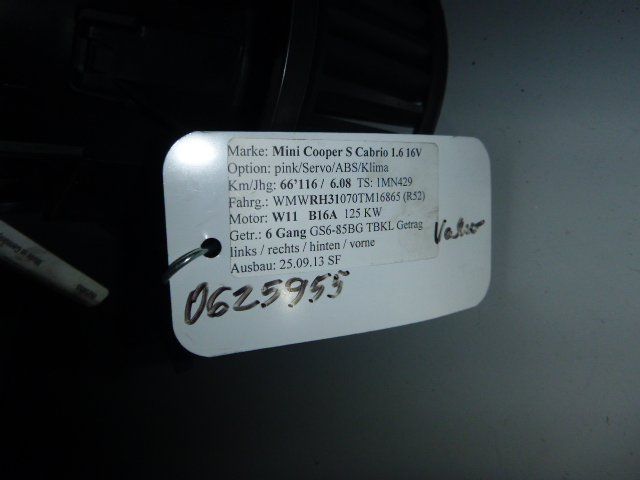 Marke: Mini Cooper S Cabrio 1.6 16V
Option: pink/Servo/ABS/Klima
Km/Jhg: 66'116 / 6.08 TS: 1MN429
Fahrg.: WMWRH31070TM16865 (R52)
Motor: W11 B16A 125 KW
Getr.: 6 Gang GS6-85BG TBKL Getrag
links / rechts / hinten / vorne
Ausbau: 25.09.13 SF
Valeo
0625955